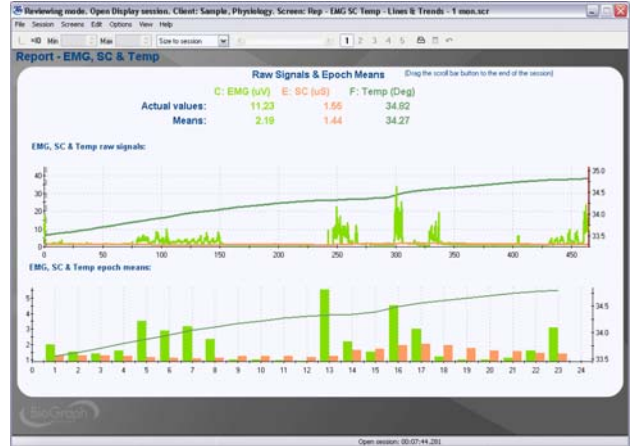 Reviewing mode. Open Display session. Client: Sample, Physiology. Screen: Rep - EMG SC Temp - Lines & Trends - 1 mon.scr
File Session Screens Edit Options View Help
Min Max Size to session 1 2 3 4 5
Report - EMG, SC & Temp
Raw Signals & Epoch Means (Drag the scroll bar button to the end of the session)
C: EMG (uV) E: SC (uS) F: Temp (Deg)
Actual values: 11.23 1.55 34.82
Means: 2.19 1.44 34.27
EMG, SC & Temp raw signals:
40 35.0
30 34.5
20 34.0
10 33.5
0
0 50 100 150 200 250 300 350 400 450
EMG, SC & Temp epoch means:
5
4 34.5
3 34.0
2
1 33.5
0 1 2 3 4 5 6 7 8 9 10 11 12 13 14 15 16 17 18 19 20 21 22 23 24
BioGraph
Open session: 00:07:44.281